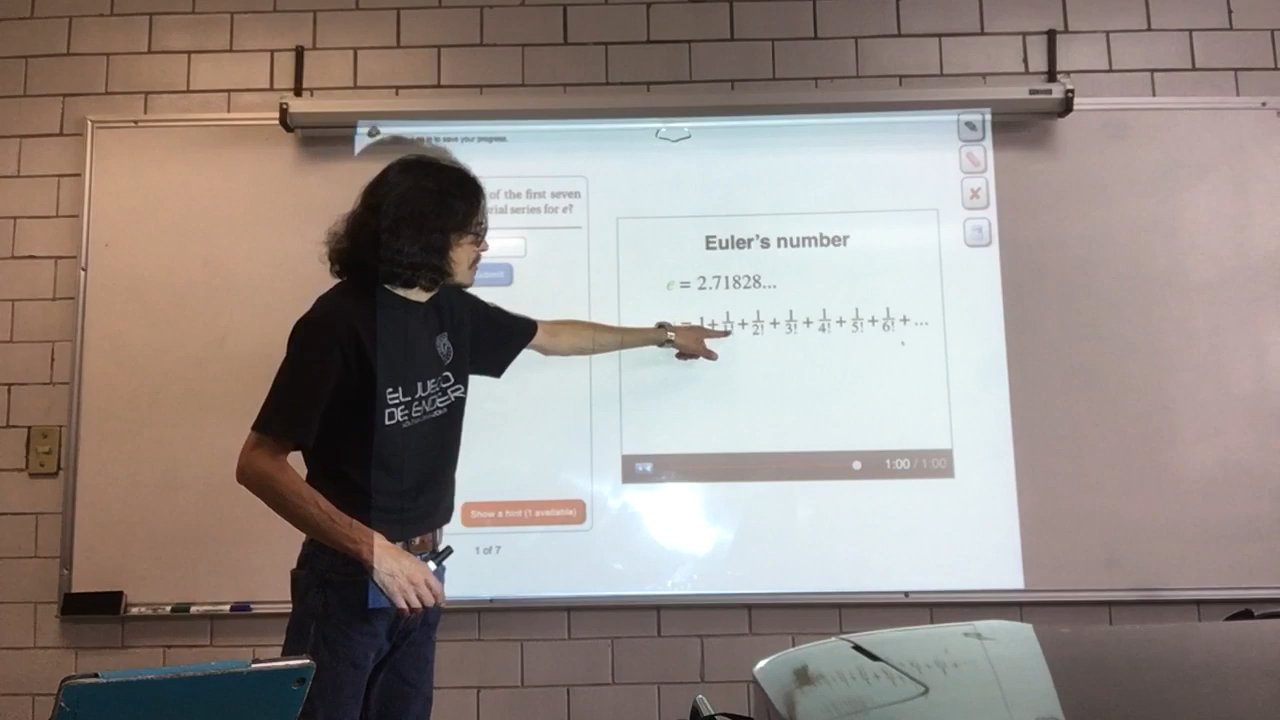 in to save your progress.
of the first seven
rial series for e?
Submit
Show a hint (1 available)
1 of 7
Euler's number
e = 2.71828...
= 1 + 1/1! + 1/2! + 1/3! + 1/4! + 1/5! + 1/6! + ...
1:00 / 1:00
EL JUEGO
DE ENDER